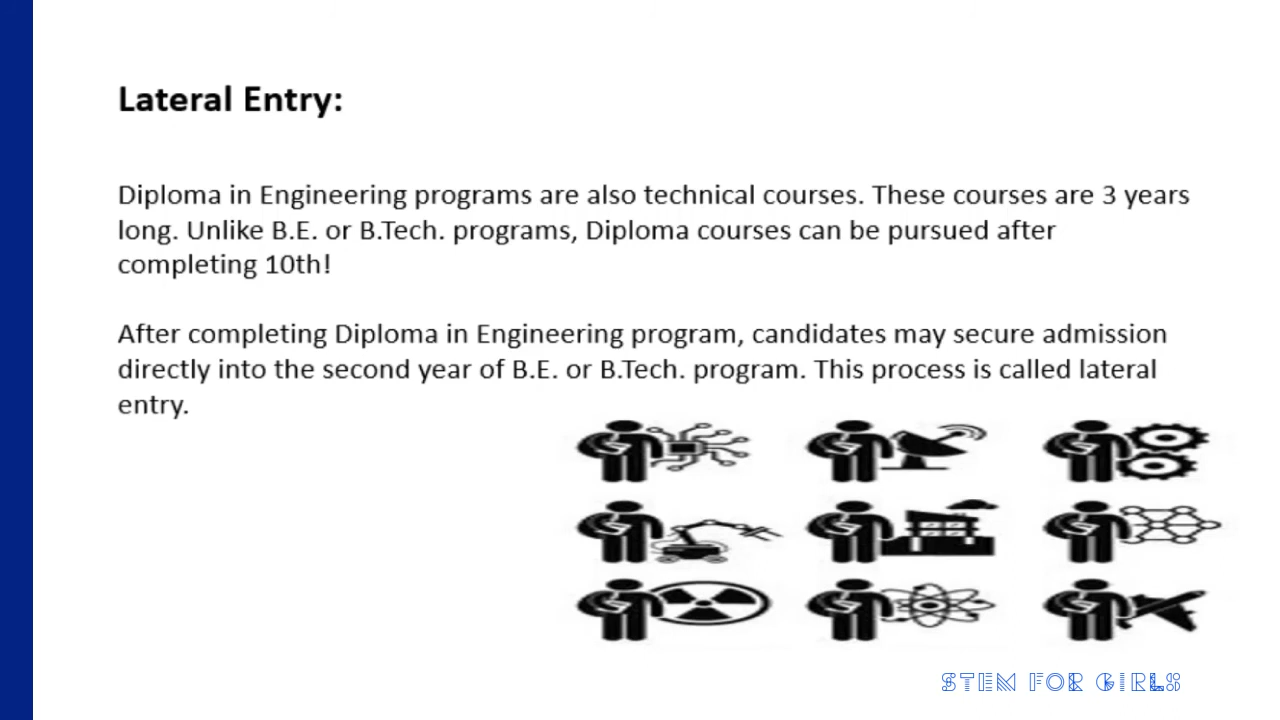 Lateral Entry:
Diploma in Engineering programs are also technical courses. These courses are 3 years
long. Unlike B.E. or B.Tech. programs, Diploma courses can be pursued after
completing 10th!
After completing Diploma in Engineering program, candidates may secure admission
directly into the second year of B.E. or B.Tech. program. This process is called lateral
entry.
STEM FOR GIRLS